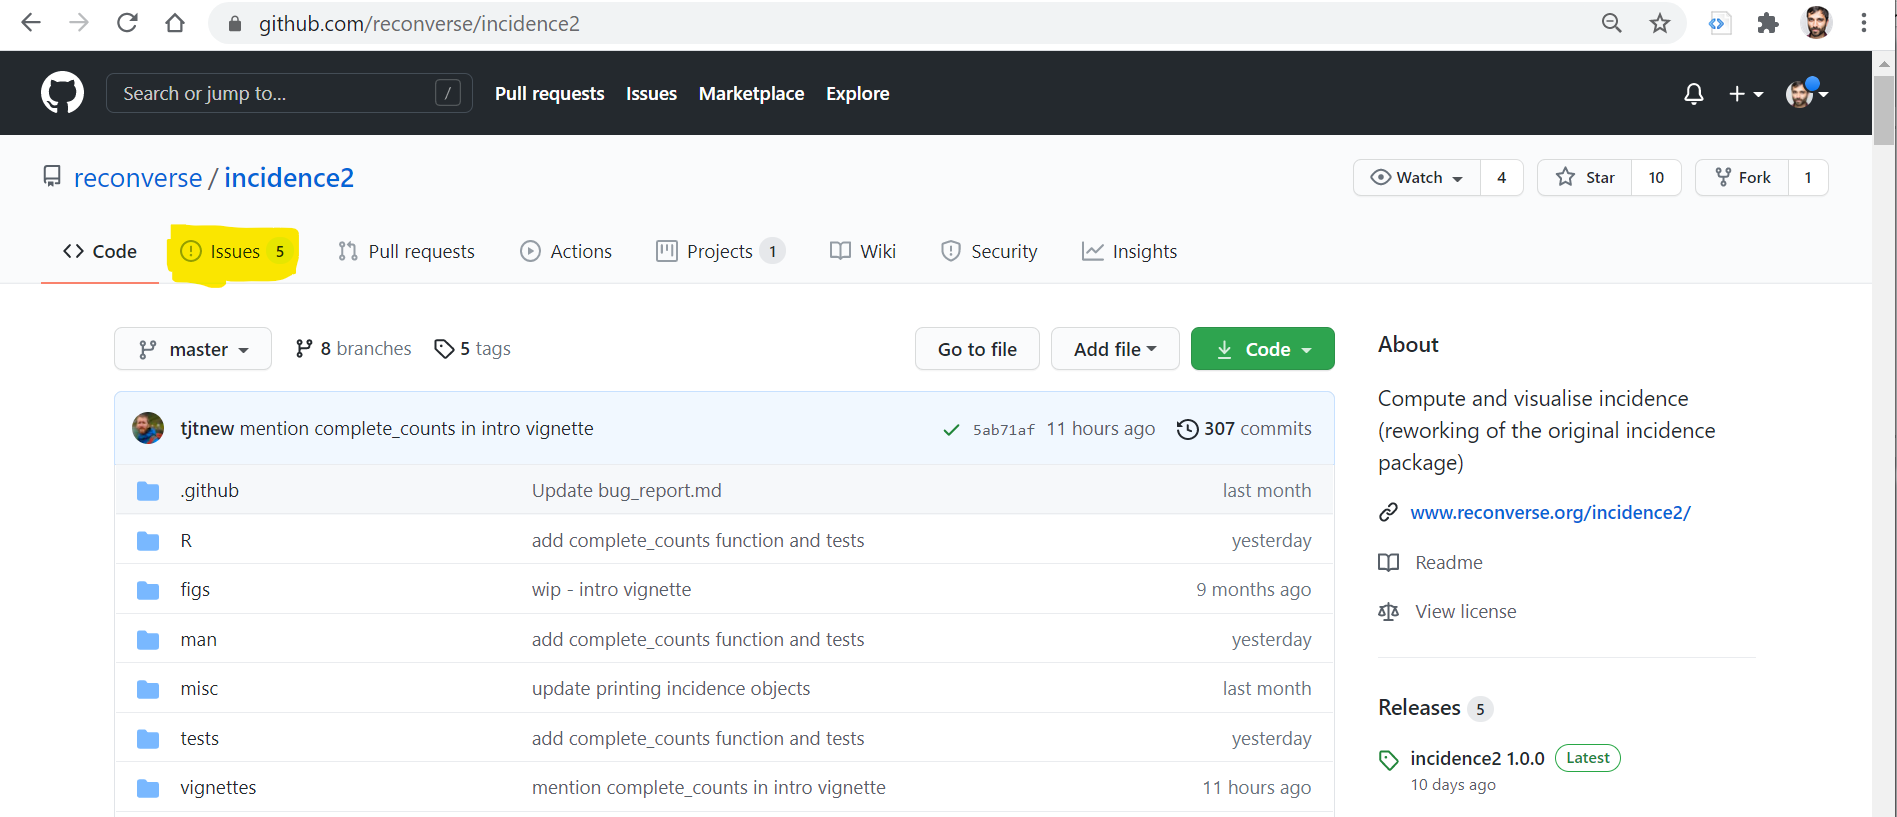 github.com/reconverse/incidence2
Search or jump to... /
Pull requests Issues Marketplace Explore
reconverse / incidence2
Watch 4 Star 10 Fork 1
Code Issues 5 Pull requests Actions Projects 1 Wiki Security Insights
master 8 branches 5 tags Go to file Add file Code
tjtnew mention complete_counts in intro vignette 5ab71af 11 hours ago 307 commits
.github Update bug_report.md last month
R add complete_counts function and tests yesterday
figs wip - intro vignette 9 months ago
man add complete_counts function and tests yesterday
misc update printing incidence objects last month
tests add complete_counts function and tests yesterday
vignettes mention complete_counts in intro vignette 11 hours ago
About
Compute and visualise incidence
(reworking of the original incidence
package)
www.reconverse.org/incidence2/
Readme
View license
Releases 5
incidence2 1.0.0 Latest
10 days ago